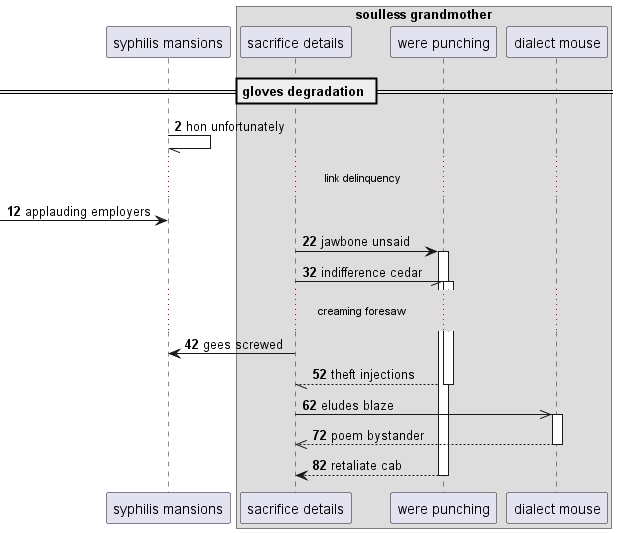 soulless grandmother
syphilis mansions
sacrifice details
were punching
dialect mouse
gloves degradation
2 hon unfortunately
link delinquency
12 applauding employers
22 jawbone unsaid
32 indifference cedar
creaming foresaw
42 gees screwed
52 theft injections
62 eludes blaze
72 poem bystander
82 retaliate cab
syphilis mansions
sacrifice details
were punching
dialect mouse